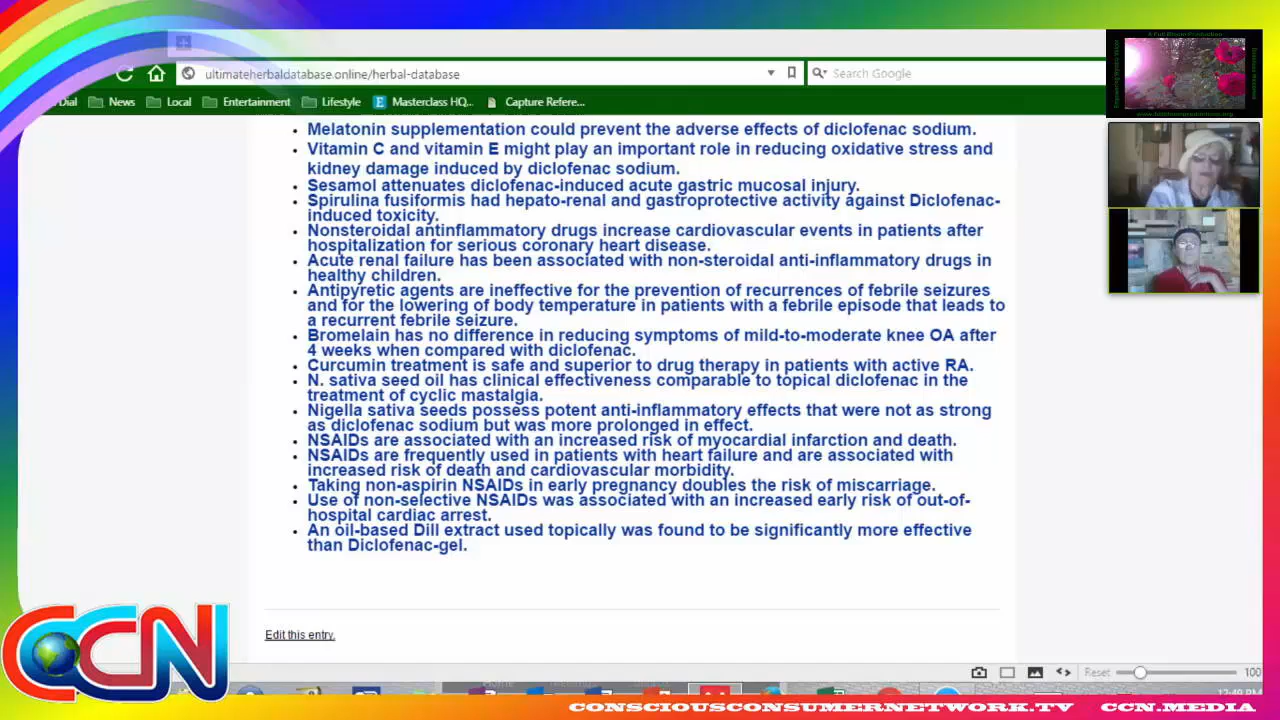 ultimateherbaldatabase.online/herbal-database
Search Google
Dial
News
Local
Entertainment
Lifestyle
Masterclass HQ...
Capture Refere...
A Full Bloom Production
Melatonin supplementation could prevent the adverse effects of diclofenac sodium.
Vitamin C and vitamin E might play an important role in reducing oxidative stress and
kidney damage induced by diclofenac sodium.
Sesamol attenuates diclofenac-induced acute gastric mucosal injury.
Spirulina fusiformis had hepato-renal and gastroprotective activity against Diclofenac-
induced toxicity.
Nonsteroidal antinflammatory drugs increase cardiovascular events in patients after
hospitalization for serious coronary heart disease.
Acute renal failure has been associated with non-steroidal anti-inflammatory drugs in
healthy children.
Antipyretic agents are ineffective for the prevention of recurrences of febrile seizures
and for the lowering of body temperature in patients with a febrile episode that leads to
a recurrent febrile seizure.
Bromelain has no difference in reducing symptoms of mild-to-moderate knee OA after
4 weeks when compared with diclofenac.
Curcumin treatment is safe and superior to drug therapy in patients with active RA.
N. sativa seed oil has clinical effectiveness comparable to topical diclofenac in the
treatment of cyclic mastalgia.
Nigella sativa seeds possess potent anti-inflammatory effects that were not as strong
as diclofenac sodium but was more prolonged in effect.
NSAIDs are associated with an increased risk of myocardial infarction and death.
NSAIDs are frequently used in patients with heart failure and are associated with
increased risk of death and cardiovascular morbidity.
Taking non-aspirin NSAIDs in early pregnancy doubles the risk of miscarriage.
Use of non-selective NSAIDs was associated with an increased early risk of out-of-
hospital cardiac arrest.
An oil-based Dill extract used topically was found to be significantly more effective
than Diclofenac-gel.
Edit this entry.
Reset
100
12:49 PM
CCN
CONSCIOUSCONSUMERNETWORK.TV CCN.MEDIA